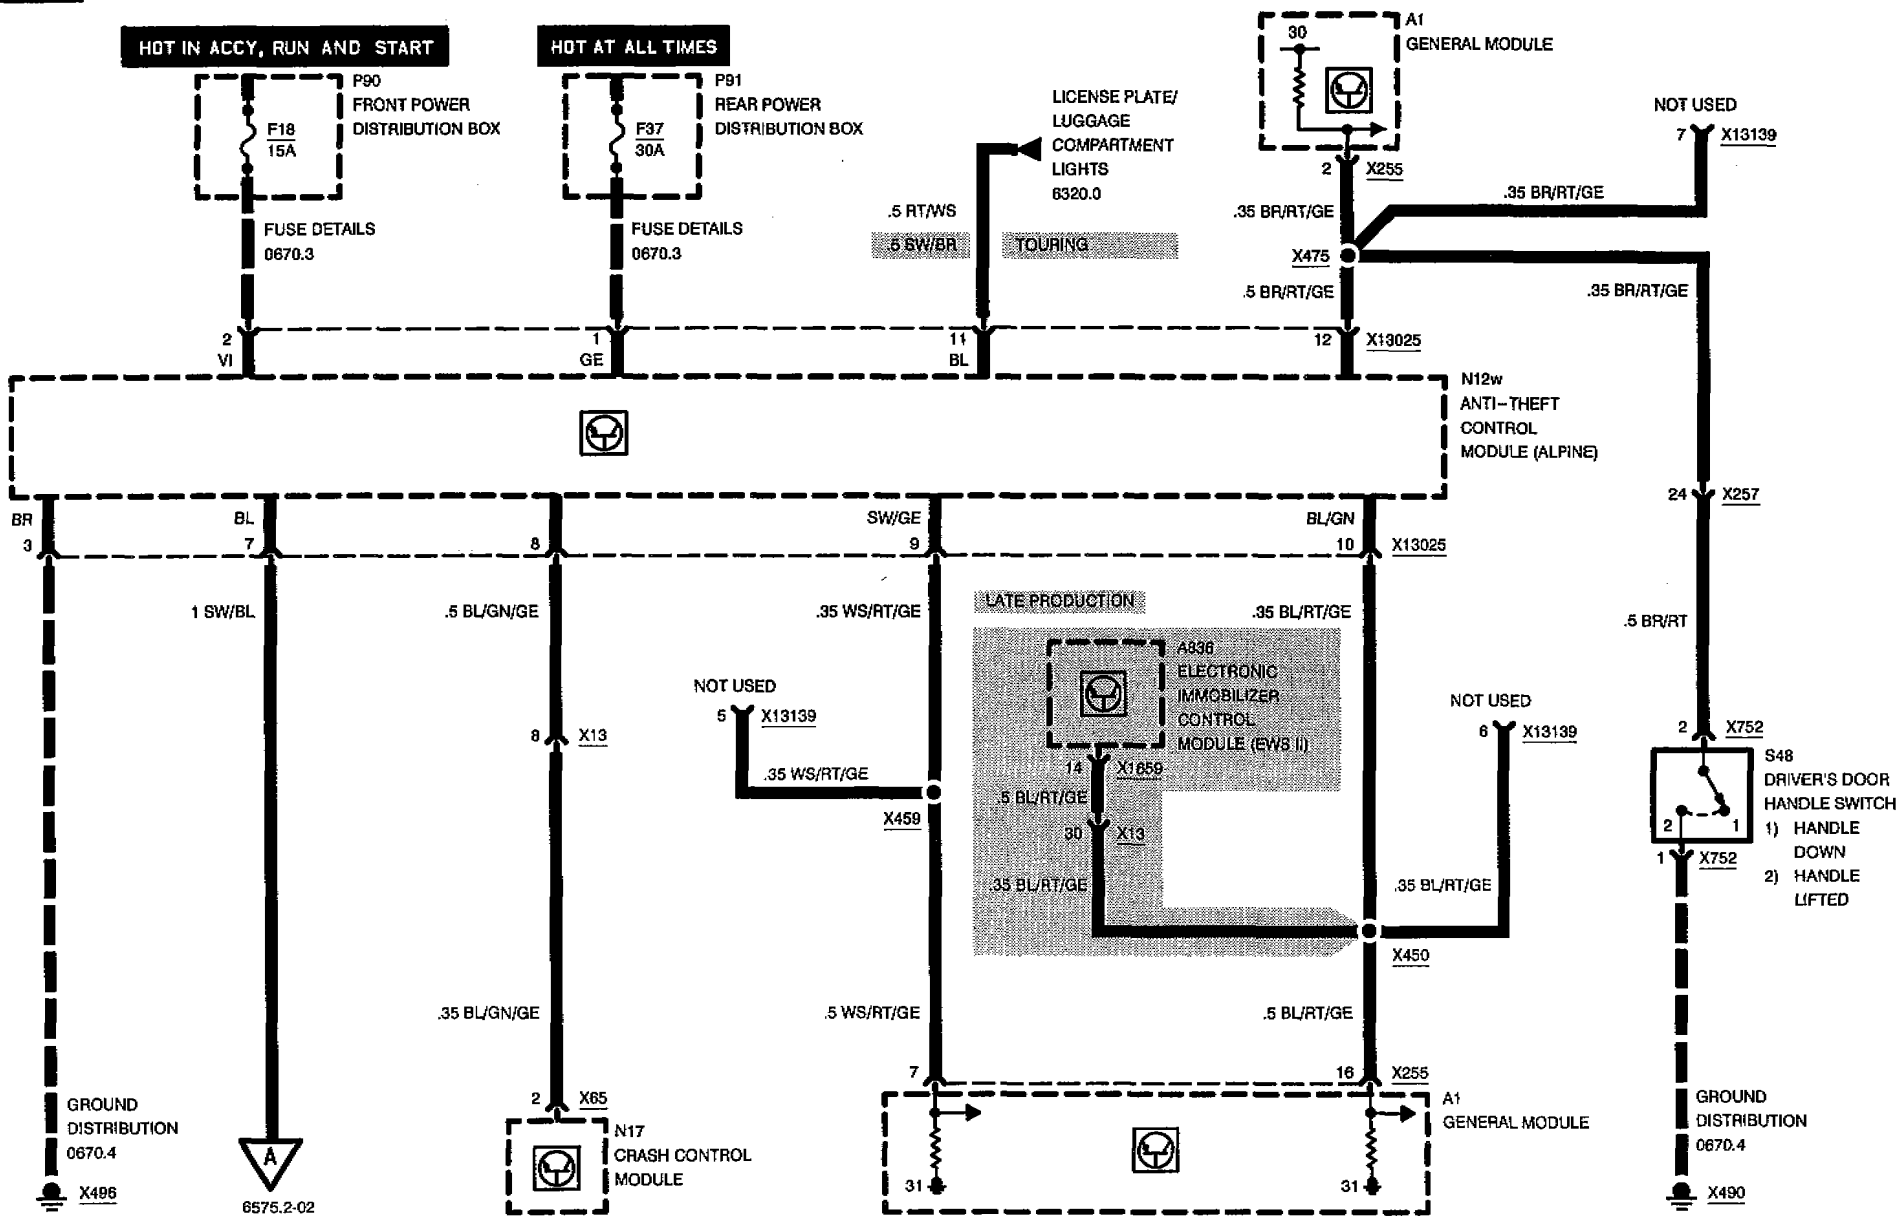 HOT IN ACCY, RUN AND START
HOT AT ALL TIMES
P90
FRONT POWER
DISTRIBUTION BOX
F18
15A
P91
REAR POWER
DISTRIBUTION BOX
F37
30A
LICENSE PLATE/
LUGGAGE
COMPARTMENT
LIGHTS
6320.0
30
A1
GENERAL MODULE
NOT USED
7 X13139
2 X255
.35 BR/RT/GE
FUSE DETAILS
0670.3
FUSE DETAILS
0670.3
.5 RT/WS
.5 SW/BR
TOURING
.35 BR/RT/GE
X475
.5 BR/RT/GE
.35 BR/RT/GE
2
VI
1
GE
11
BL
12 X13025
N12w
ANTI-THEFT
CONTROL
MODULE (ALPINE)
24 X257
BR
3
BL
7
8
SW/GE
9
BL/GN
10 X13025
1 SW/BL
.5 BL/GN/GE
.35 WS/RT/GE
LATE PRODUCTION
.35 BL/RT/GE
.5 BR/RT
A836
ELECTRONIC
IMMOBILIZER
CONTROL
MODULE (EWS II)
NOT USED
5 X13139
NOT USED
6 X13139
8 X13
2 X752
14 X1659
.35 WS/RT/GE
.5 BL/RT/GE
X459
30 X13
S48
DRIVER'S DOOR
HANDLE SWITCH
1) HANDLE
DOWN
2) HANDLE
LIFTED
2
1
1 X752
.35 BL/RT/GE
.35 BL/RT/GE
X450
.35 BL/GN/GE
.5 WS/RT/GE
.5 BL/RT/GE
7
16 X255
2 X65
A1
GENERAL MODULE
31
31
GROUND
DISTRIBUTION
0670.4
X496
A
6575.2-02
N17
CRASH CONTROL
MODULE
GROUND
DISTRIBUTION
0670.4
X490